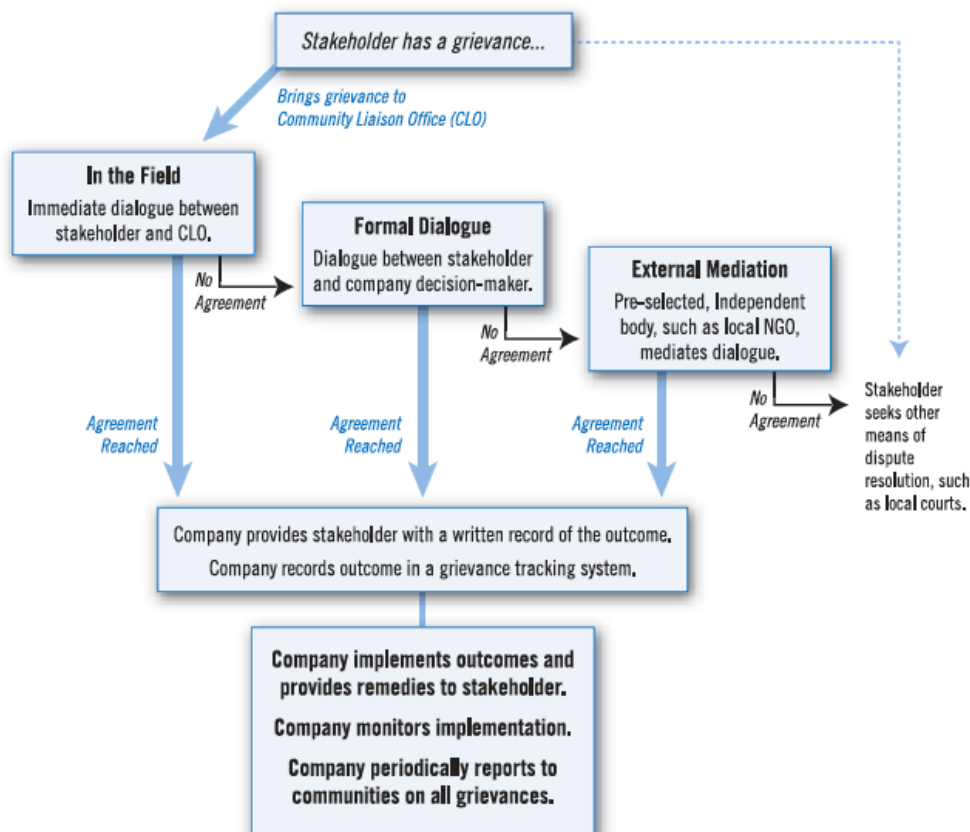 Stakeholder has a grievance...
Brings grievance to
Community Liaison Office (CLO)
In the Field
Immediate dialogue between
stakeholder and CLO.
No
Agreement
Formal Dialogue
Dialogue between stakeholder
and company decision-maker.
No
Agreement
External Mediation
Pre-selected, Independent
body, such as local NGO,
mediates dialogue.
No
Agreement
Stakeholder
seeks other
means of
dispute
resolution, such
as local courts.
Agreement
Reached
Agreement
Reached
Agreement
Reached
Company provides stakeholder with a written record of the outcome.
Company records outcome in a grievance tracking system.
Company implements outcomes and
provides remedies to stakeholder.
Company monitors implementation.
Company periodically reports to
communities on all grievances.